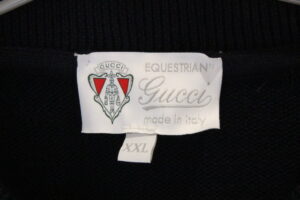 GUCCI
EQUESTRIAN
Gucci
made in italy
XXL